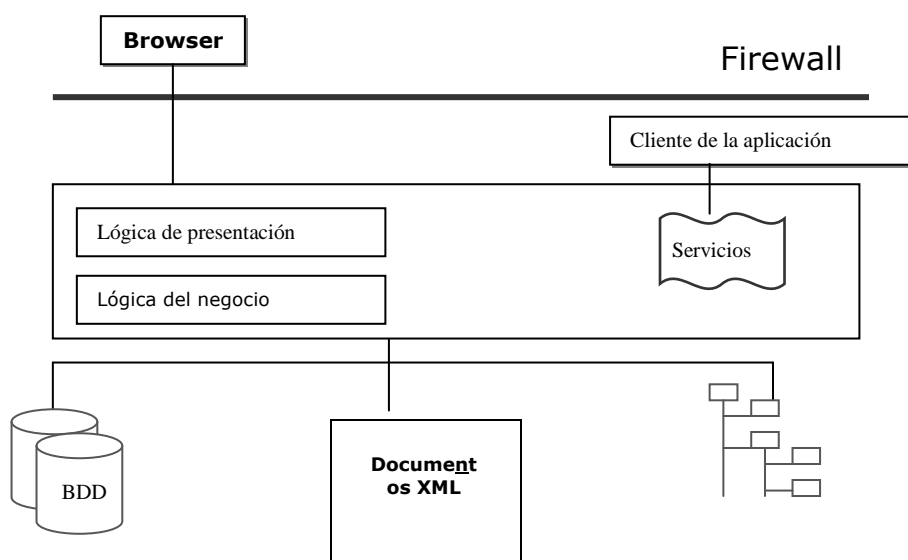 Browser
Firewall
Cliente de la aplicación
Lógica de presentación
Servicios
Lógica del negocio
BDD
Document
os XML